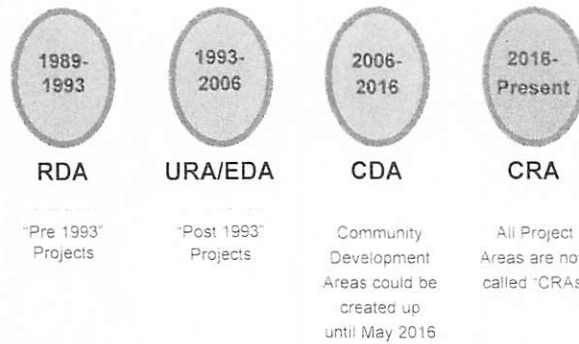 1989-
1993
RDA
"Pre 1993"
Projects
1993-
2006
URA/EDA
"Post 1993"
Projects
2006-
2016
CDA
Community
Development
Areas could be
created up
until May 2016
2016-
Present
CRA
All Project
Areas are
called "CRAs